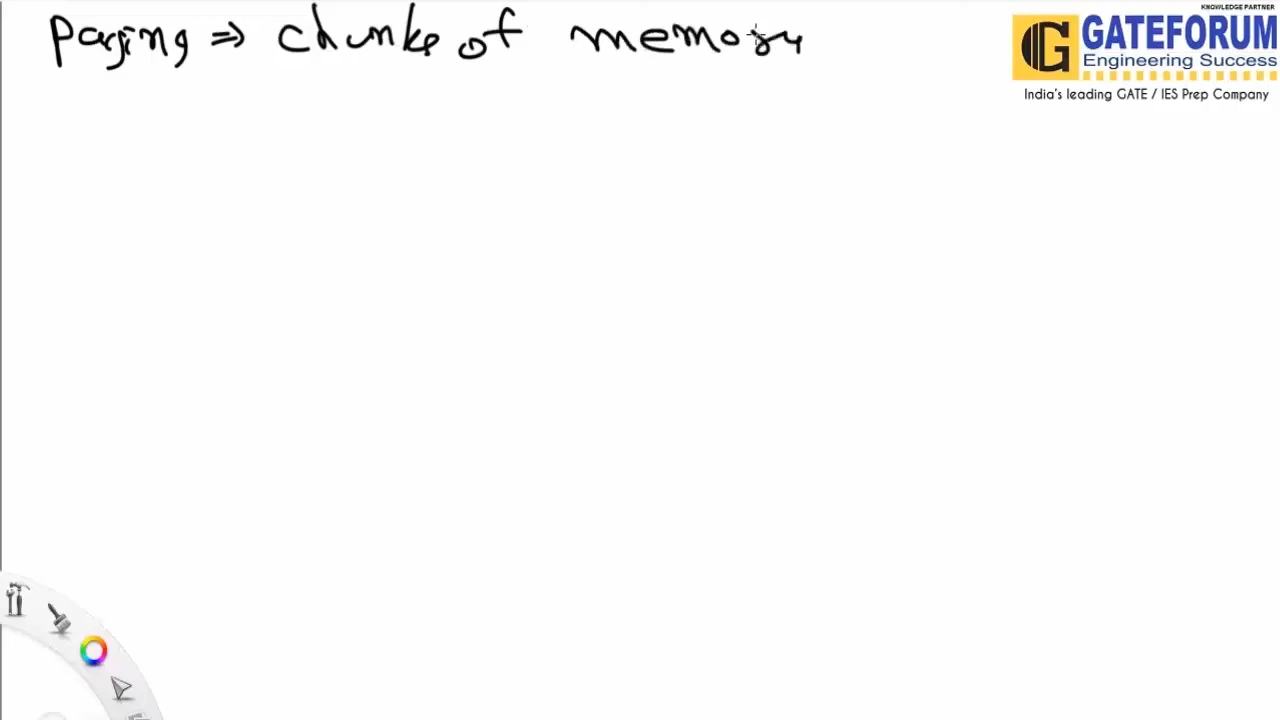 Paging ⇒ chunks of memory
KNOWLEDGE PARTNER
GATEFORUM
Engineering Success
India's leading GATE / IES Prep Company